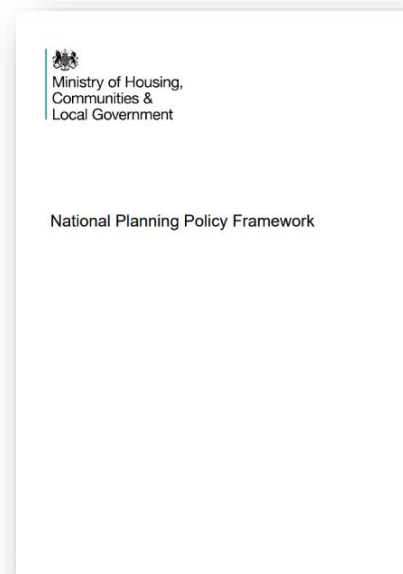 Ministry of Housing,
Communities &
Local Government
National Planning Policy Framework